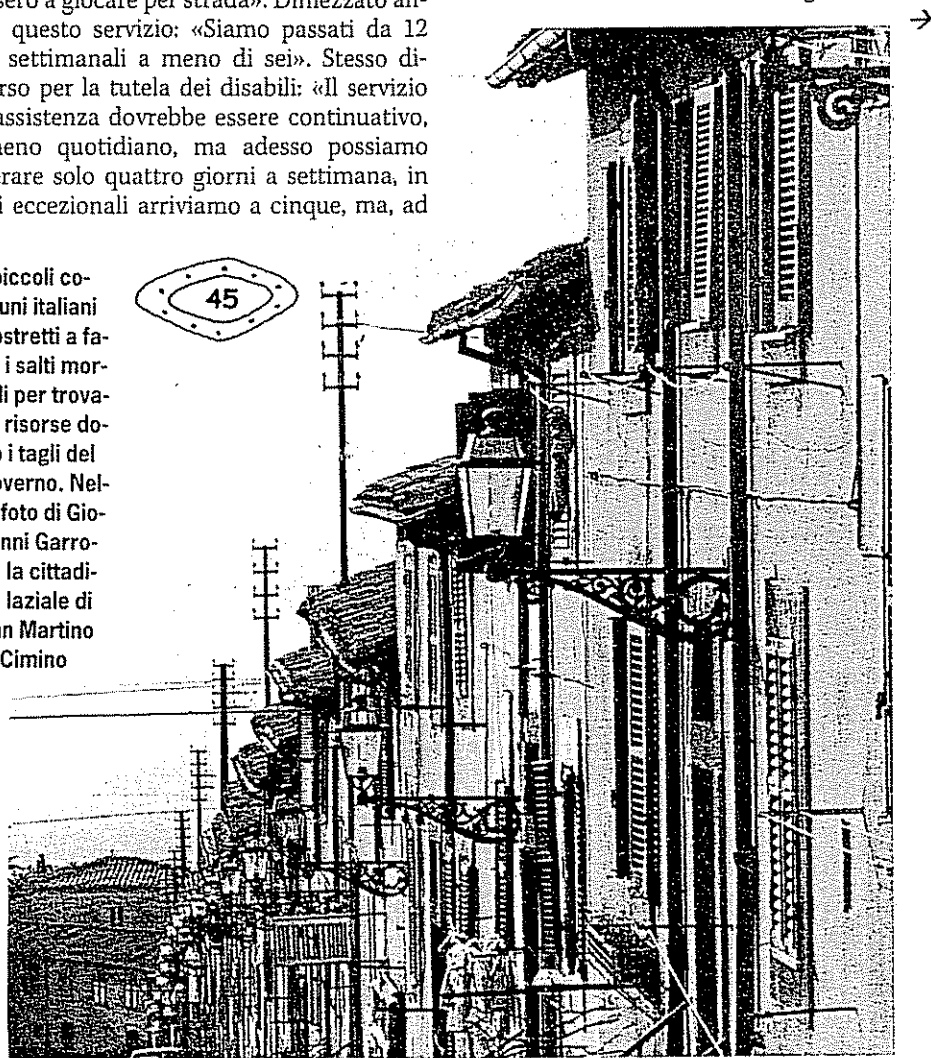 sero a giocare per strada». Dimezzato an-
questo servizio: «Siamo passati da 12
settimanali a meno di sei». Stesso di-
rso per la tutela dei disabili: «Il servizio
assistenza dovrebbe essere continuativo,
meno quotidiano, ma adesso possiamo
rare solo quattro giorni a settimana, in
i eccezionali arriviamo a cinque, ma, ad
piccoli co-
uni italiani
ostretti a fa-
i salti mor-
li per trova-
risorse do-
o i tagli del
overno. Nel-
foto di Gio-
nni Garro-
la cittadi-
laziale di
n Martino
Cimino
45